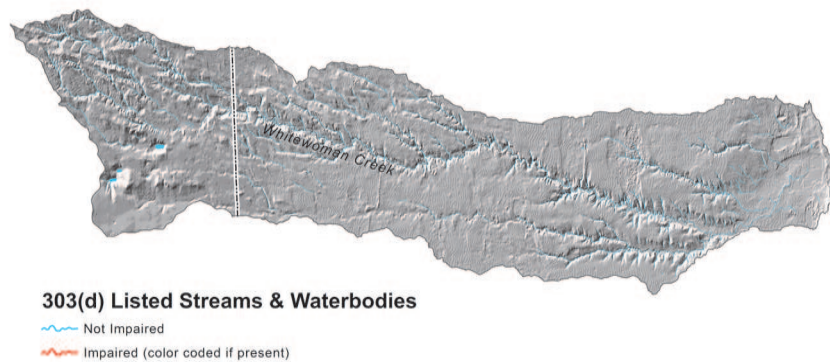 Whitewoman Creek
303(d) Listed Streams & Waterbodies
Not Impaired
Impaired (color coded if present)